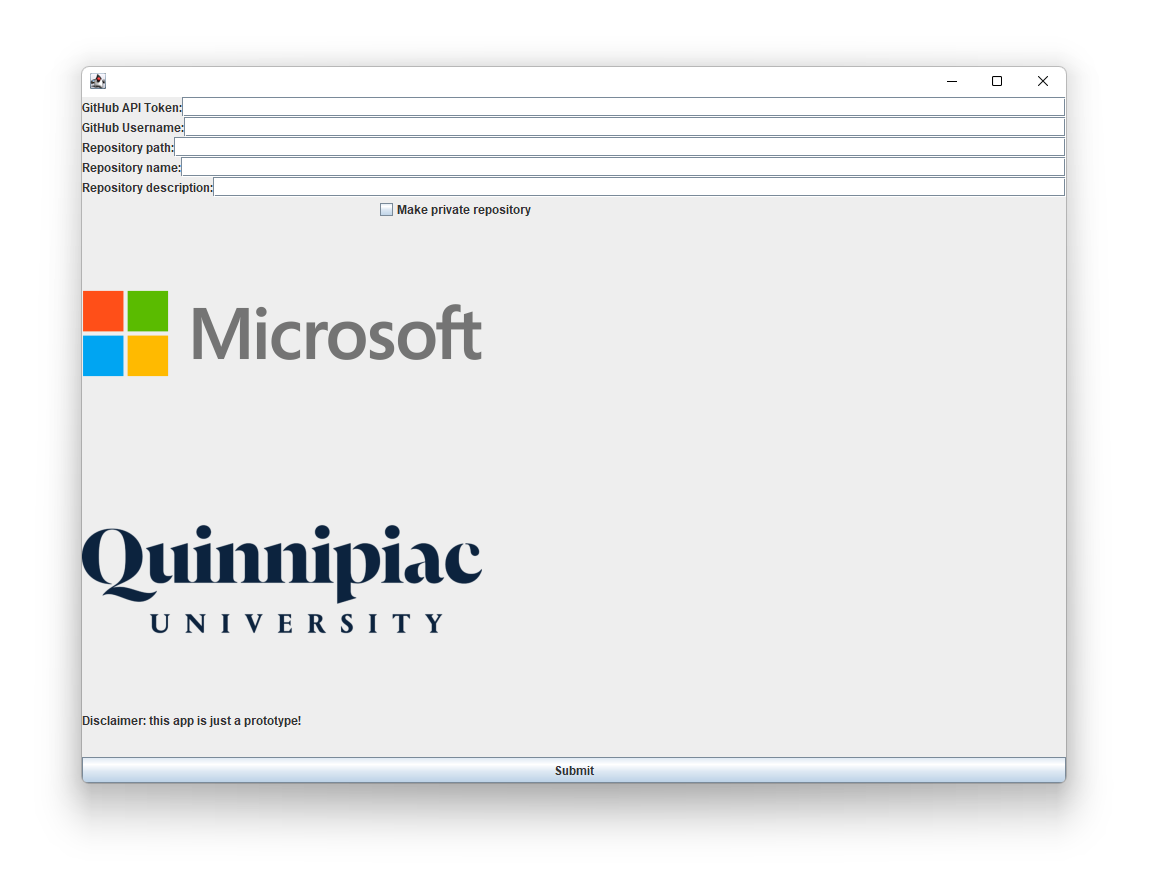 GitHub API Token:
GitHub Username:
Repository path:
Repository name:
Repository description:
Make private repository
Microsoft
Quinnipiac
UNIVERSITY
Disclaimer: this app is just a prototype!
Submit